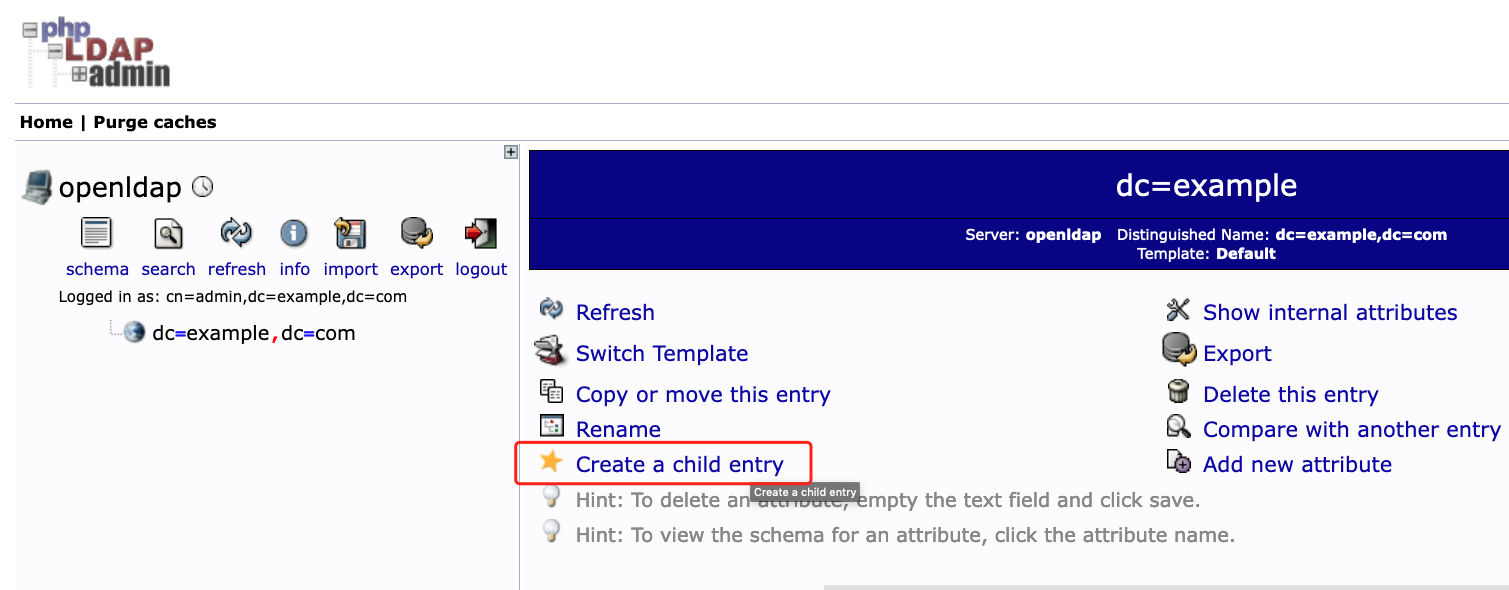 php
LDAP
admin
Home | Purge caches
openldap
schema search refresh info import export logout
Logged in as: cn=admin,dc=example,dc=com
dc=example,dc=com
dc=example
Server: openldap Distinguished Name: dc=example,dc=com
Template: Default
Refresh
Switch Template
Copy or move this entry
Rename
Create a child entry
Show internal attributes
Export
Delete this entry
Compare with another entry
Add new attribute
Create a child entry
Hint: To delete an attribute, empty the text field and click save.
Hint: To view the schema for an attribute, click the attribute name.